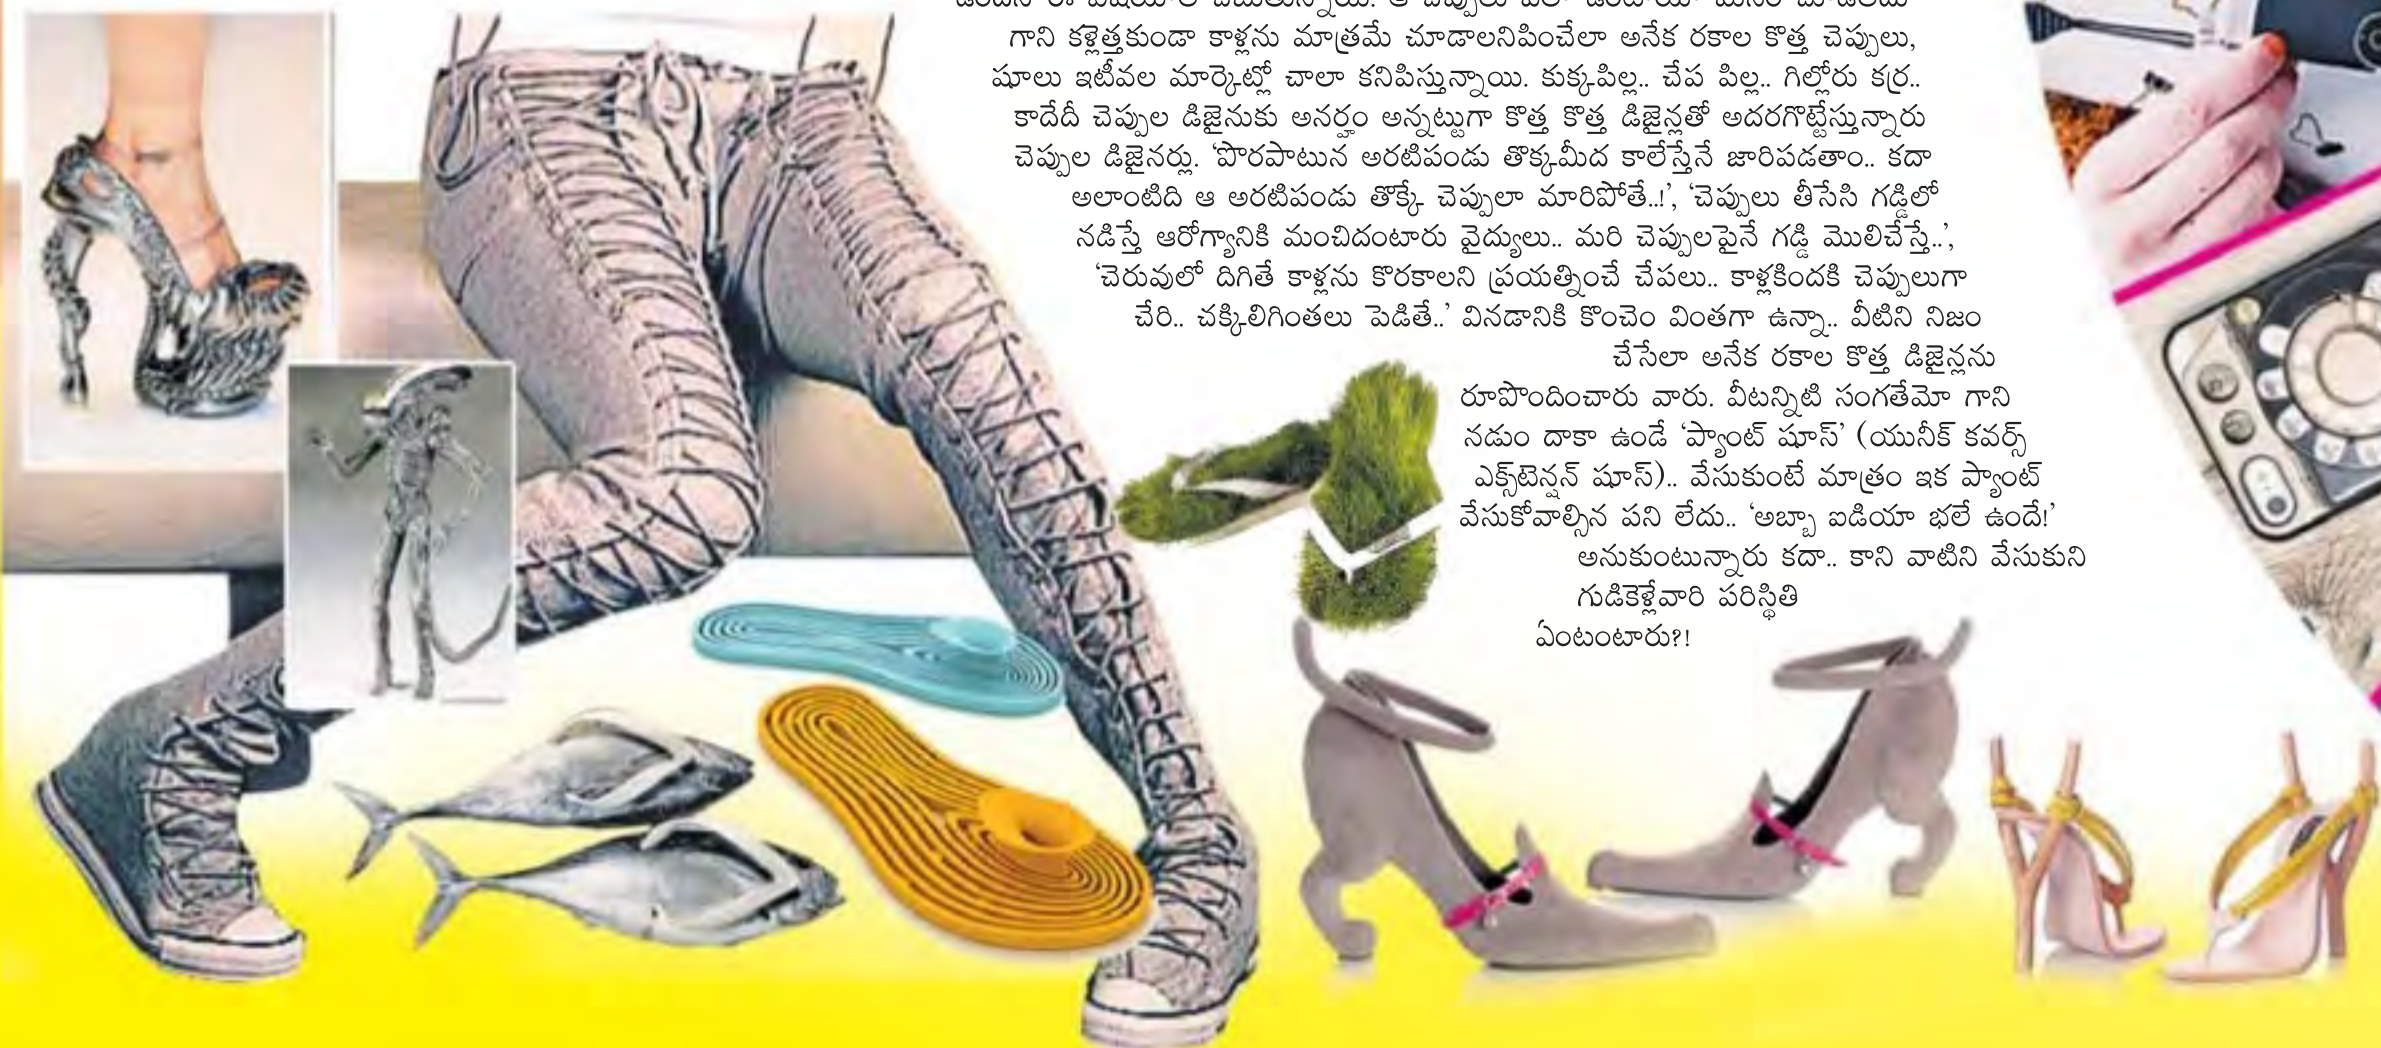 గాని కళ్లెత్తకుండా కాళ్లను మాత్రమే చూడాలనిపించేలా అనేక రకాల కొత్త చెప్పులు,
షూలు ఇటీవల మార్కెట్లో చాలా కనిపిస్తున్నాయి. కుక్కపిల్ల.. చేప పిల్ల.. గిల్లోరు కర్ర..
కాదేదీ చెప్పుల డిజైనుకు అనర్హం అన్నట్టుగా కొత్త కొత్త డిజైన్లతో అదరగొట్టేస్తున్నారు
చెప్పుల డిజైనర్లు. ‘పొరపాటున అరటిపండు తొక్కమీద కాలేస్తేనే జారిపడతాం.. కదా
అలాంటిది ఆ అరటిపండు తొక్కే చెప్పులా మారిపోతే..!’, ‘చెప్పులు తీసేసి గడ్డిలో
నడిస్తే ఆరోగ్యానికి మంచిదంటారు వైద్యులు.. మరి చెప్పులపైనే గడ్డి మొలిచేస్తే..’,
‘చెరువులో దిగితే కాళ్లను కొరకాలని ప్రయత్నించే చేపలు.. కాళ్లకిందకి చెప్పులుగా
చేరి.. చక్కిలిగింతలు పెడితే..’ వినడానికి కొంచెం వింతగా ఉన్నా.. వీటిని నిజం
చేసేలా అనేక రకాల కొత్త డిజైన్లను
రూపొందించారు వారు. వీటన్నిటి సంగతేమో గాని
నడుం దాకా ఉండే ‘ప్యాంట్ షూస్’ (యునీక్ కవర్స్
ఎక్స్‌టెన్షన్ షూస్).. వేసుకుంటే మాత్రం ఇక ప్యాంట్
వేసుకోవాల్సిన పని లేదు.. ‘అబ్బా ఐడియా భలే ఉందే!’
అనుకుంటున్నారు కదా.. కాని వాటిని వేసుకుని
గుడికెళ్లేవారి పరిస్థితి
ఏంటంటారు?!